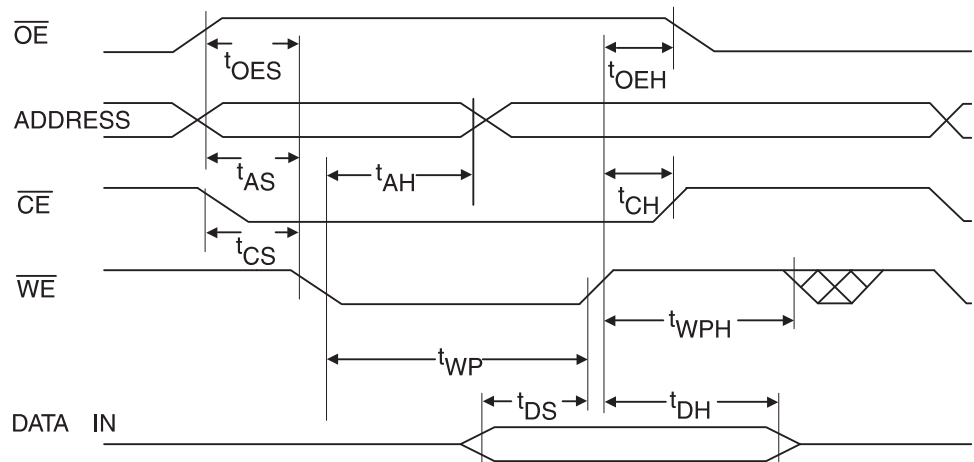 OE
tOES
tOEH
ADDRESS
tAS
tAH
CE
tCH
tCS
WE
tWPH
tWP
tDS
tDH
DATA IN